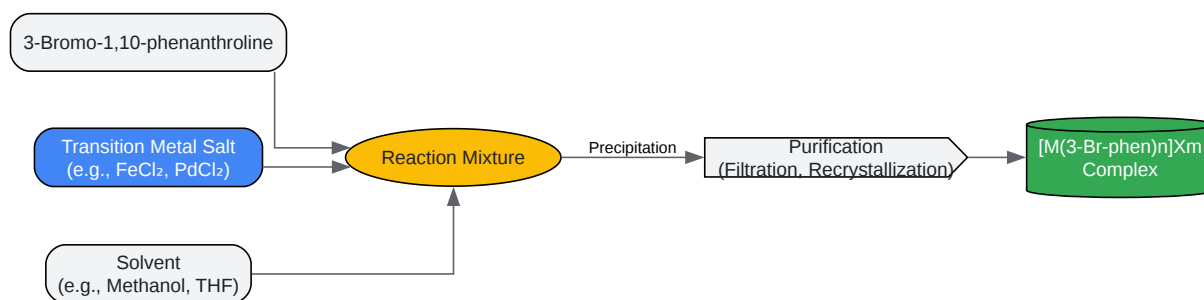 3-Bromo-1,10-phenanthroline
Transition Metal Salt
(e.g., FeCl₂, PdCl₂)
Solvent
(e.g., Methanol, THF)
Reaction Mixture
Precipitation
Purification
(Filtration, Recrystallization)
[M(3-Br-phen)n]Xm
Complex